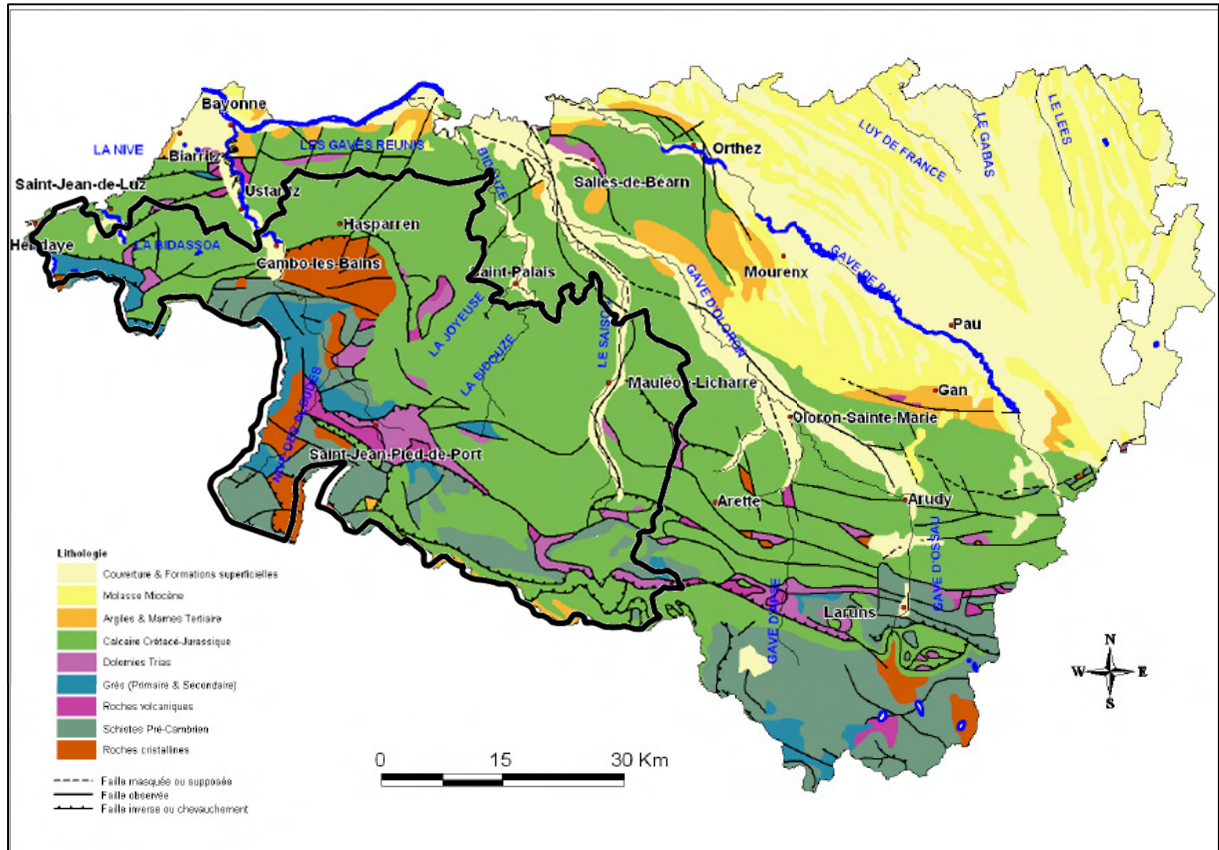 Bayonne
LA NIVE
Biarritz
LES GAVES REUNIS
BIDOUZE
Orthez
LUY DE FRANCE
LE GABAS
LE LEES
Saint-Jean-de-Luz
Ustaritz
Salies-de-Béarn
Hendaye
LA BIDASSOA
Hasparren
Cambo-les-Bains
Saint-Palais
Mourenx
GAVE DE PAU
GAVE D'OLORON
LA JOYEUSE
LA BIDOUZE
LE SAISON
Pau
Mauléon-Licharre
Gan
Oloron-Sainte-Marie
NIVE DES ALDUDES
Saint-Jean-Pied-de-Port
Arette
Arudy
GAVE D'OSSAU
GAVE D'ASPE
Laruns
Lithologie
Couverture & Formations superficielles
Molasse Miocène
Argiles & Marnes Tertiaire
Calcaire Crétacé-Jurassique
Dolomies Trias
Grès (Primaire & Secondaire)
Roches volcaniques
Schistes Pré-Cambrien
Roches cristallines
Faille masquée ou supposée
Faille observée
Faille inverse ou chevauchement
0 15 30 Km
N
W E
S